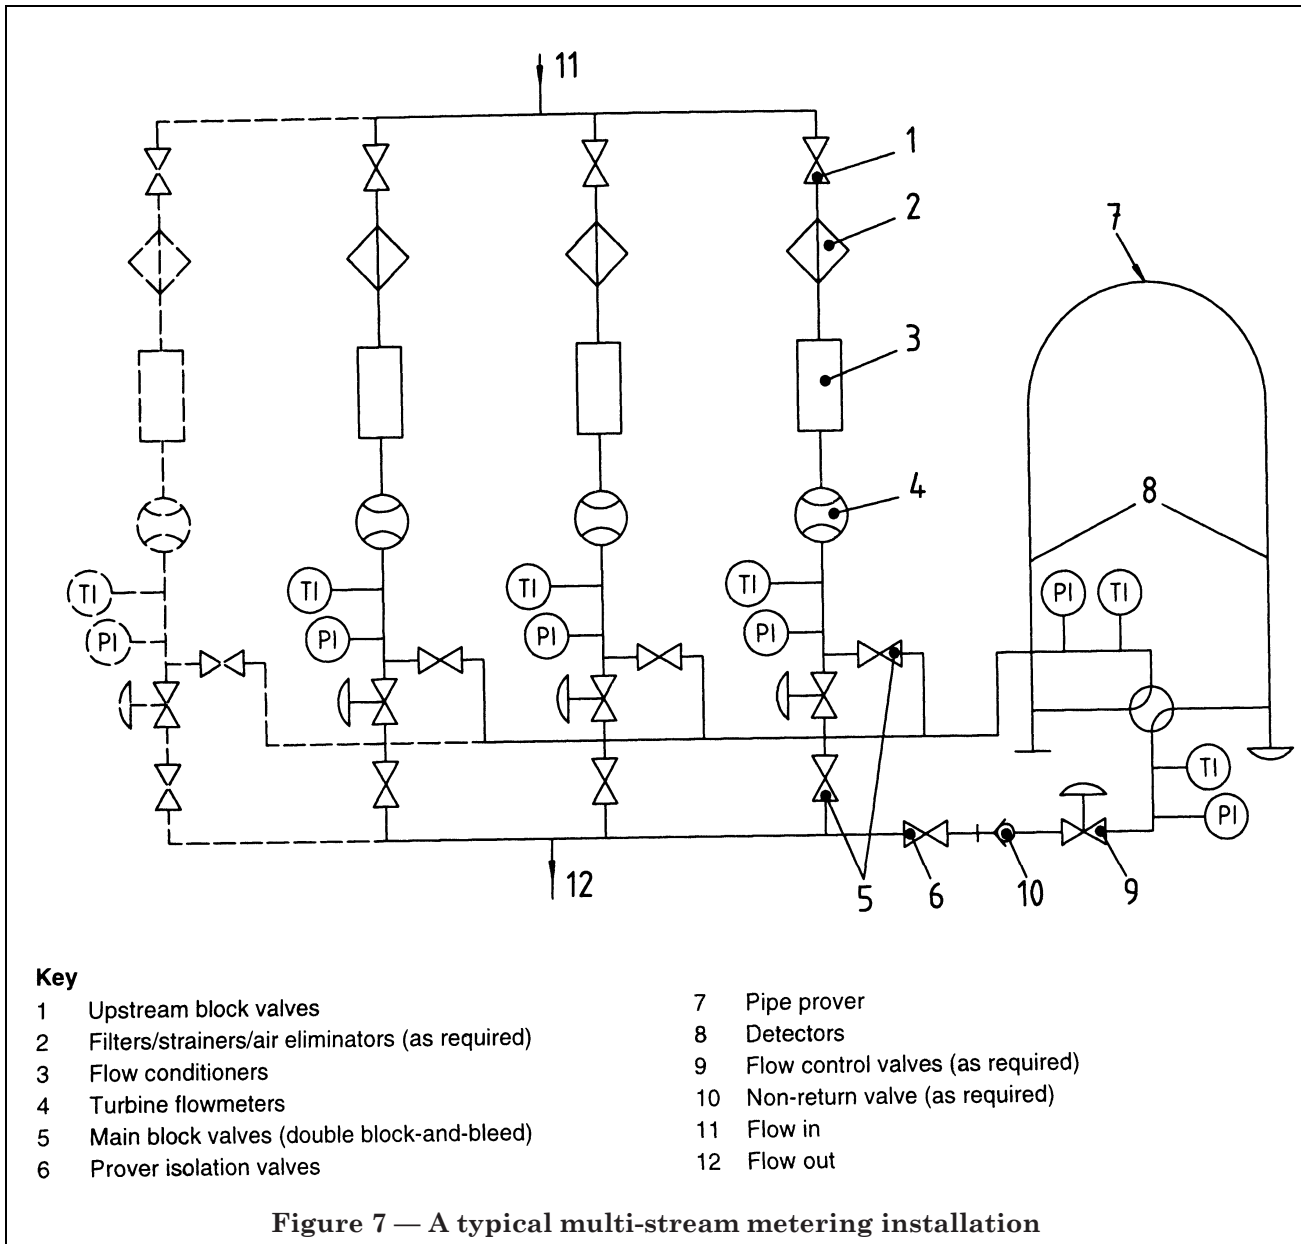 11
1
2
7
3
4
8
TI
TI
TI
TI
PI
TI
PI
PI
PI
PI
TI
PI
12
5
6
10
9
Key
1 Upstream block valves
2 Filters/strainers/air eliminators (as required)
3 Flow conditioners
4 Turbine flowmeters
5 Main block valves (double block-and-bleed)
6 Prover isolation valves
7 Pipe prover
8 Detectors
9 Flow control valves (as required)
10 Non-return valve (as required)
11 Flow in
12 Flow out
Figure 7 — A typical multi-stream metering installation